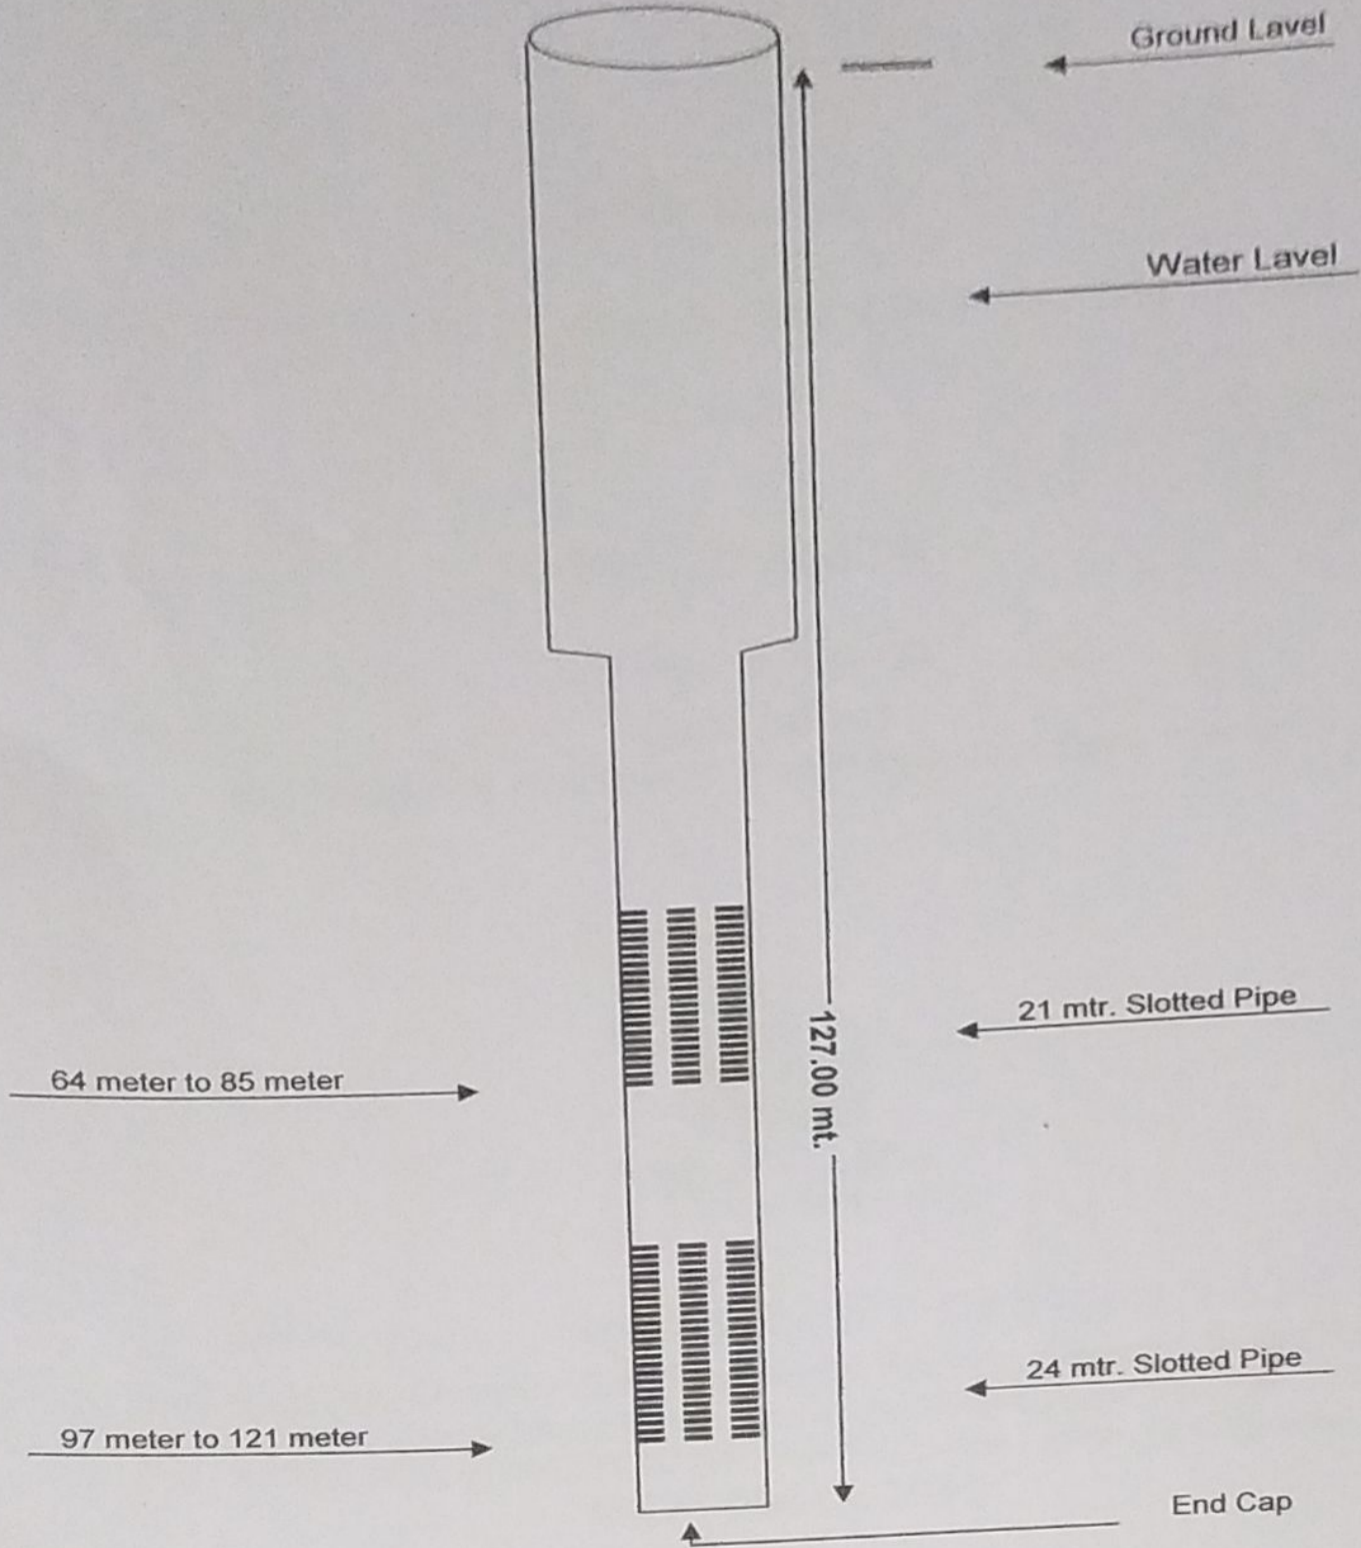 Ground Lavel
Water Lavel
21 mtr. Slotted Pipe
127.00 mt.
64 meter to 85 meter
24 mtr. Slotted Pipe
97 meter to 121 meter
End Cap